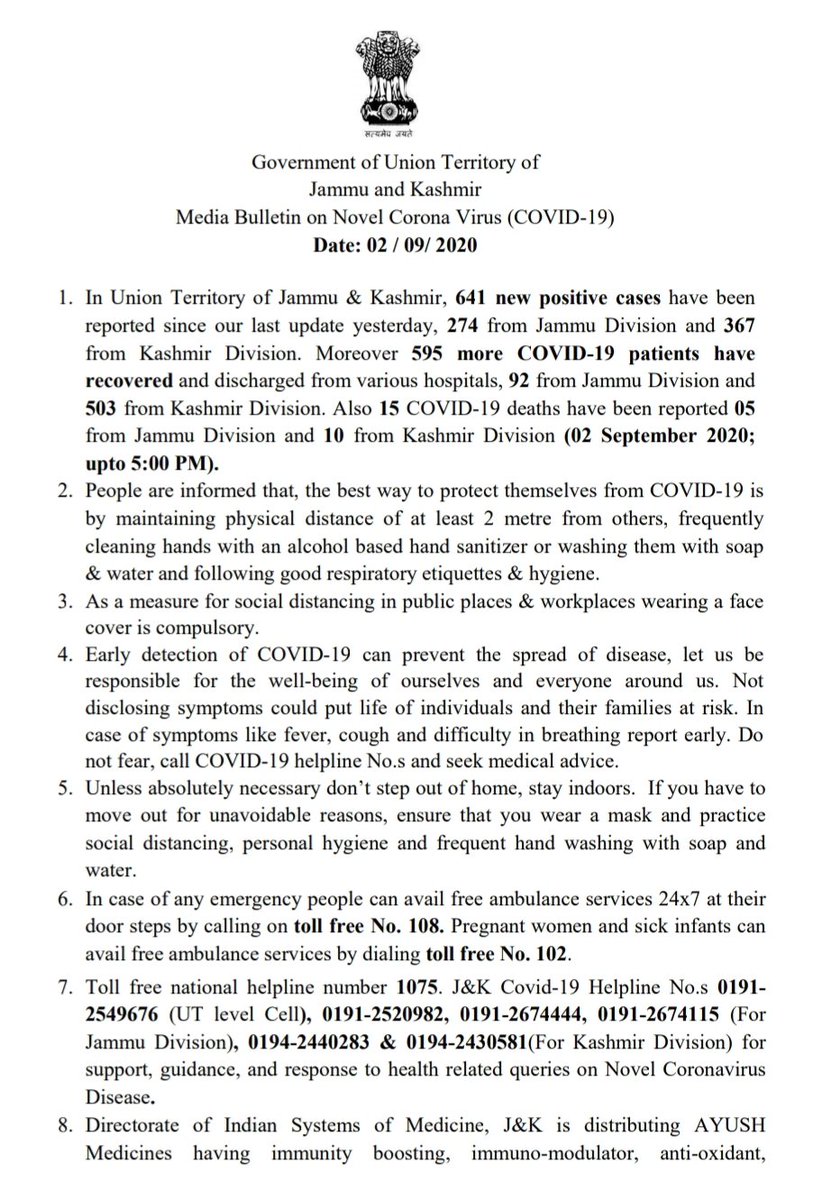 सत्यमेव जयते
Government of Union Territory of
Jammu and Kashmir
Media Bulletin on Novel Corona Virus (COVID-19)
Date: 02 / 09/ 2020
1. In Union Territory of Jammu & Kashmir, 641 new positive cases have been
reported since our last update yesterday, 274 from Jammu Division and 367
from Kashmir Division. Moreover 595 more COVID-19 patients have
recovered and discharged from various hospitals, 92 from Jammu Division and
503 from Kashmir Division. Also 15 COVID-19 deaths have been reported 05
from Jammu Division and 10 from Kashmir Division (02 September 2020;
upto 5:00 PM).
2. People are informed that, the best way to protect themselves from COVID-19 is
by maintaining physical distance of at least 2 metre from others, frequently
cleaning hands with an alcohol based hand sanitizer or washing them with soap
& water and following good respiratory etiquettes & hygiene.
3. As a measure for social distancing in public places & workplaces wearing a face
cover is compulsory.
4. Early detection of COVID-19 can prevent the spread of disease, let us be
responsible for the well-being of ourselves and everyone around us. Not
disclosing symptoms could put life of individuals and their families at risk. In
case of symptoms like fever, cough and difficulty in breathing report early. Do
not fear, call COVID-19 helpline No.s and seek medical advice.
5. Unless absolutely necessary don't step out of home, stay indoors. If you have to
move out for unavoidable reasons, ensure that you wear a mask and practice
social distancing, personal hygiene and frequent hand washing with soap and
water.
6. In case of any emergency people can avail free ambulance services 24x7 at their
door steps by calling on toll free No. 108. Pregnant women and sick infants can
avail free ambulance services by dialing toll free No. 102.
7. Toll free national helpline number 1075. J&K Covid-19 Helpline No.s 0191-
2549676 (UT level Cell), 0191-2520982, 0191-2674444, 0191-2674115 (For
Jammu Division), 0194-2440283 & 0194-2430581(For Kashmir Division) for
support, guidance, and response to health related queries on Novel Coronavirus
Disease.
8. Directorate of Indian Systems of Medicine, J&K is distributing AYUSH
Medicines having immunity boosting, immuno-modulator, anti-oxidant,